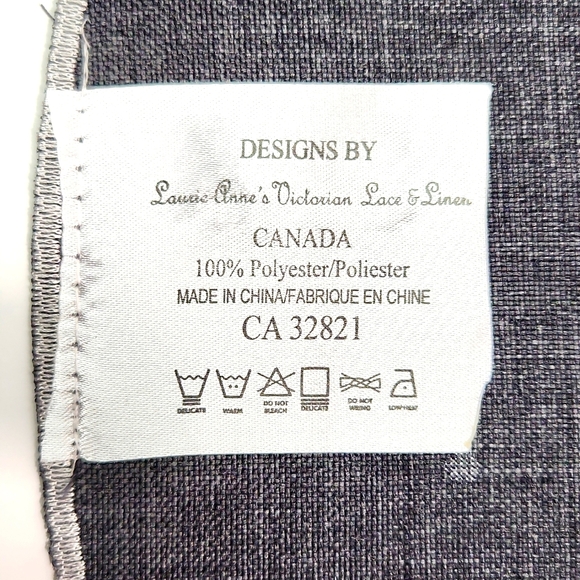 DESIGNS BY
Laurie Anne's Victorian Lace & Linen
CANADA
100% Polyester/Poliester
MADE IN CHINA/FABRIQUE EN CHINE
CA 32821
DELICATE WARM DO NOT BLEACH DELICATE DO NOT WRING LOW HEAT